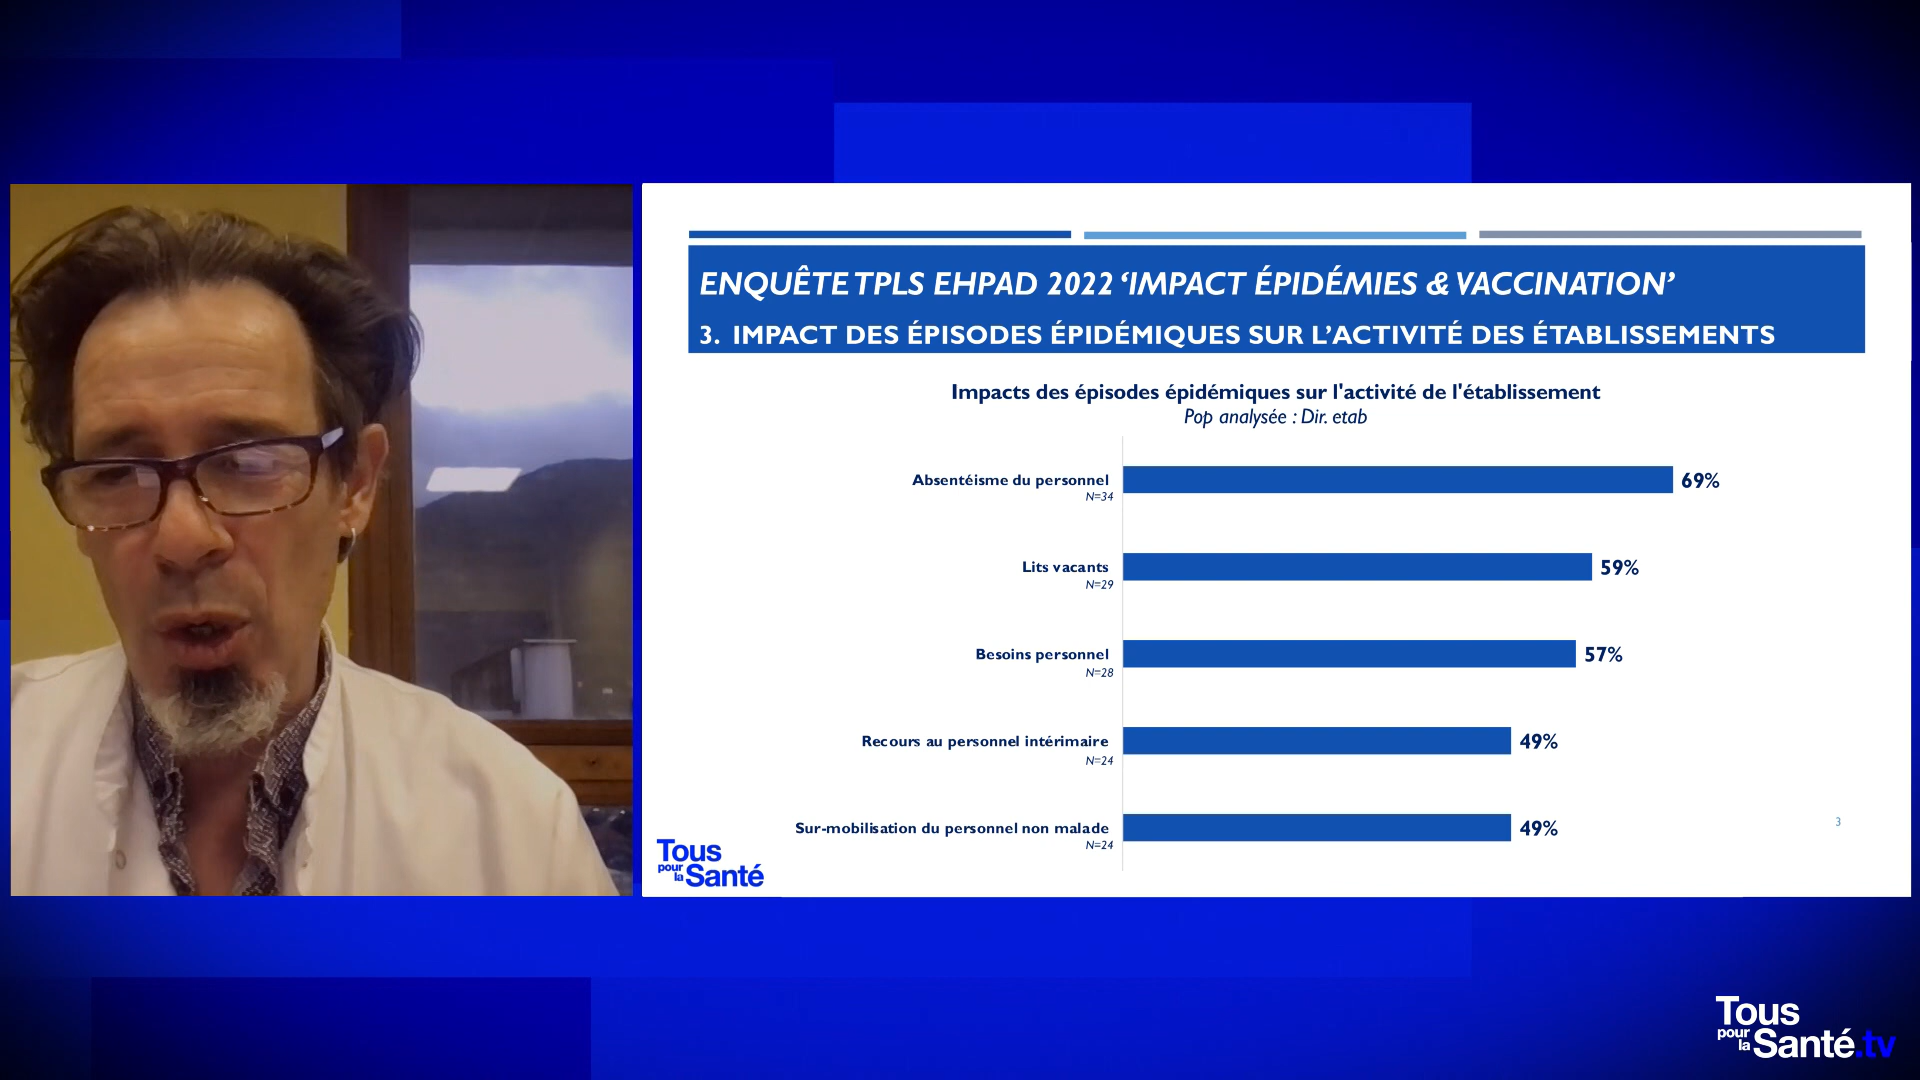 ENQUÊTE TPLS EHPAD 2022 ‘IMPACT ÉPIDÉMIES & VACCINATION’
3. IMPACT DES ÉPISODES ÉPIDÉMIQUES SUR L’ACTIVITÉ DES ÉTABLISSEMENTS
Impacts des épisodes épidémiques sur l'activité de l'établissement
Pop analysée : Dir. etab
Absentéisme du personnel 69%
N=34
Lits vacants 59%
N=29
Besoins personnel 57%
N=28
Recours au personnel intérimaire 49%
N=24
Sur-mobilisation du personnel non malade 49%
N=24
3
Tous
pour
la Santé
Tous
pour
la Santé.tv